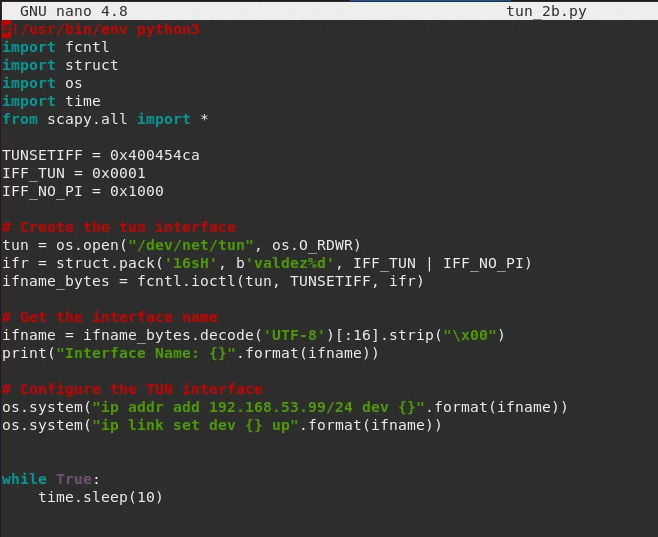 GNU nano 4.8 tun_2b.py
#!/usr/bin/env python3
import fcntl
import struct
import os
import time
from scapy.all import *

TUNSETIFF = 0x400454ca
IFF_TUN = 0x0001
IFF_NO_PI = 0x1000

# Create the tun interface
tun = os.open("/dev/net/tun", os.O_RDWR)
ifr = struct.pack('16sH', b'valdez%d', IFF_TUN | IFF_NO_PI)
ifname_bytes = fcntl.ioctl(tun, TUNSETIFF, ifr)

# Get the interface name
ifname = ifname_bytes.decode('UTF-8')[:16].strip("\x00")
print("Interface Name: {}".format(ifname))

# Configure the TUN interface
os.system("ip addr add 192.168.53.99/24 dev {}".format(ifname))
os.system("ip link set dev {} up".format(ifname))


while True:
    time.sleep(10)